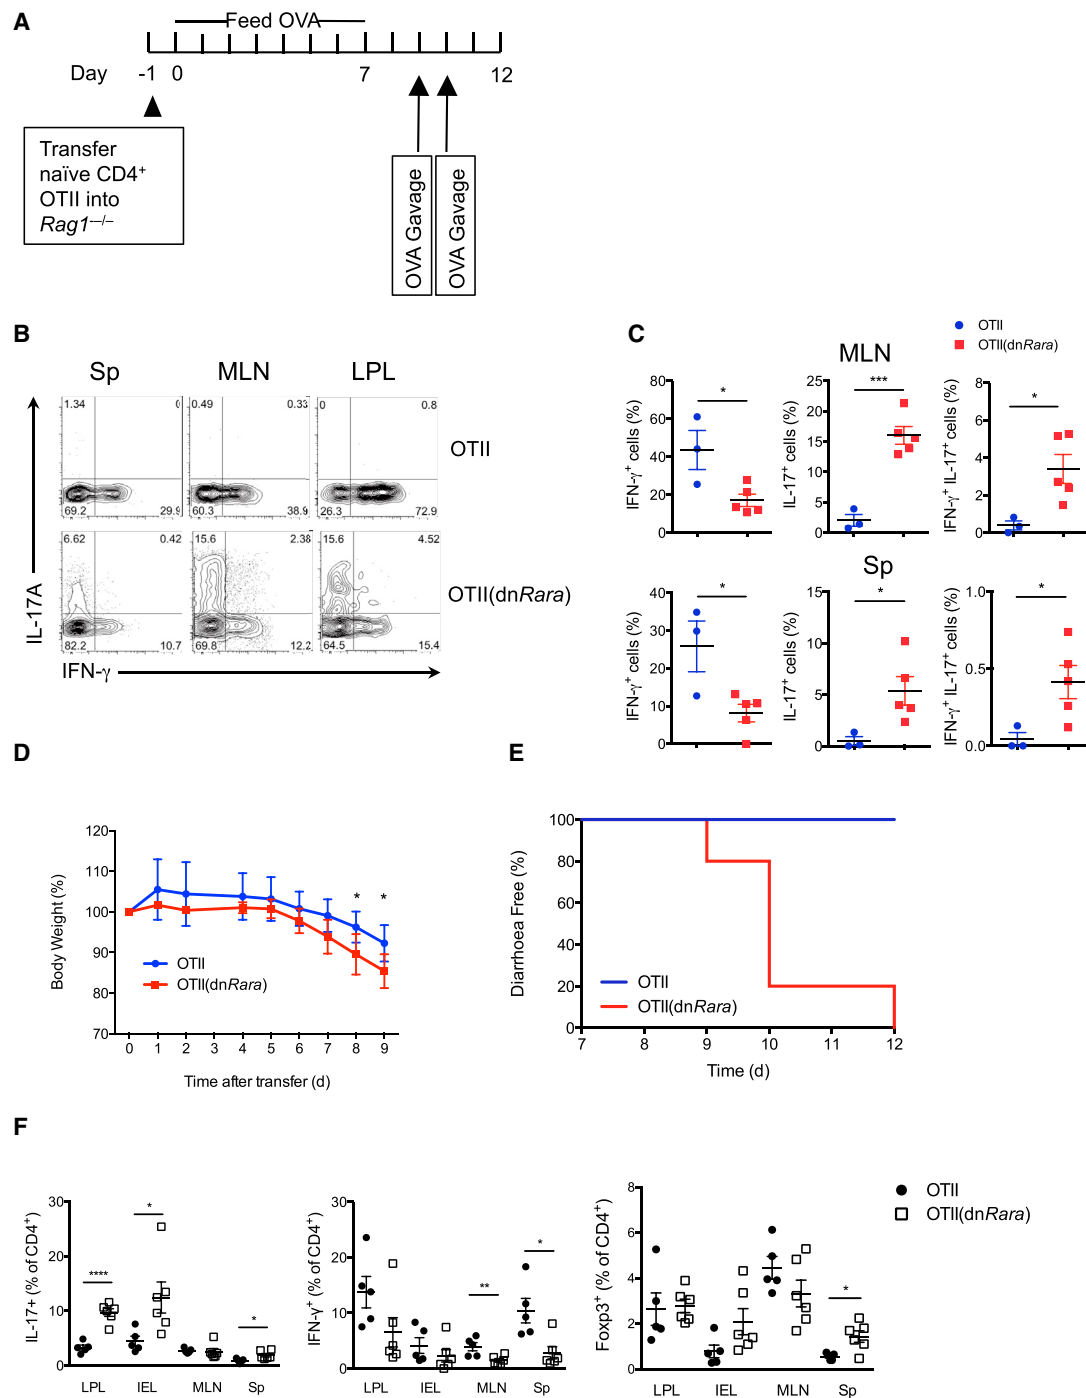 A
Feed OVA
Day -1 0 7 12
Transfer
naïve CD4+
OTII into
Rag1–/–
OVA Gavage
OVA Gavage
B
Sp MLN LPL
1.34 0
69.2 29.9
0.49 0.33
60.3 38.9
0 0.8
26.3 72.9
OTII
6.62 0.42
82.2 10.7
15.6 2.38
69.8 12.2
15.6 4.52
64.5 15.4
OTII(dnRara)
IL-17A
IFN-γ
C
OTII
OTII(dnRara)
MLN
IFN-γ+ cells (%)
80
60
40
20
0
*
IL-17+ cells (%)
25
20
15
10
5
0
***
IFN-γ+ IL-17+ cells (%)
8
6
4
2
0
*
Sp
IFN-γ+ cells (%)
40
30
20
10
0
*
IL-17+ cells (%)
15
10
5
0
*
IFN-γ+ IL-17+ cells (%)
1.0
0.5
0.0
*
D
Body Weight (%)
120
110
100
90
80
70
* *
OTII
OTII(dnRara)
0 1 2 3 4 5 6 7 8 9
Time after transfer (d)
E
Diarrhoea Free (%)
100
80
60
40
20
0
OTII
OTII(dnRara)
7 8 9 10 11 12
Time (d)
F
IL-17+ (% of CD4+)
30
20
10
0
**** * *
LPL IEL MLN Sp
IFN-γ+ (% of CD4+)
30
20
10
0
** *
LPL IEL MLN Sp
Foxp3+ (% of CD4+)
8
6
4
2
0
*
LPL IEL MLN Sp
OTII
OTII(dnRara)